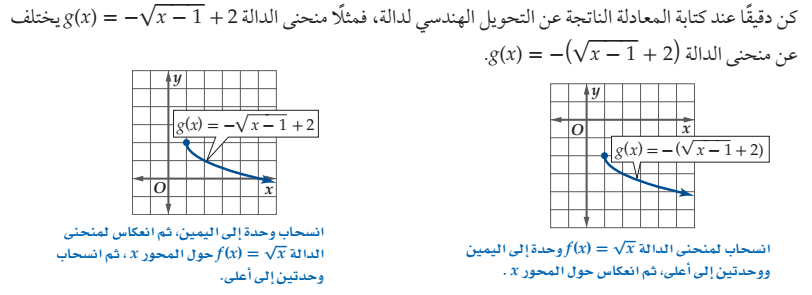 كن دقيقًا عند كتابة المعادلة الناتجة عن التحويل الهندسي لدالة، فمثلًا منحنى الدالة g(x) = −√(x − 1) + 2 يختلف
عن منحنى الدالة g(x) = −(√(x − 1) + 2).
y
g(x) = −√(x − 1) + 2
O
x
انسحاب وحدة إلى اليمين، ثم انعكاس لمنحنى
الدالة f(x) = √x حول المحور x ، ثم انسحاب
وحدتين إلى أعلى.
y
O
x
g(x) = −(√(x − 1) + 2)
انسحاب لمنحنى الدالة f(x) = √x وحدة إلى اليمين
ووحدتين إلى أعلى، ثم انعكاس حول المحور x .